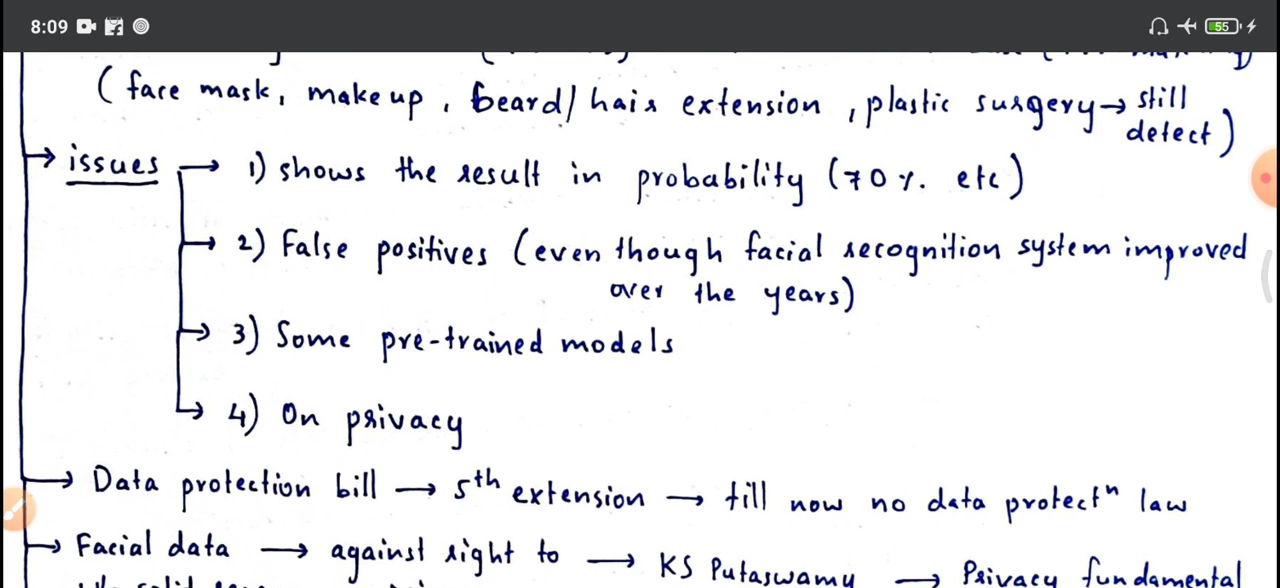 8:09 55
(face mask, make up, beard/hair extension, plastic surgery → still
detect)
→ issues → 1) shows the result in probability (70%. etc)
→ 2) False positives (even though facial recognition system improved
over the years)
→ 3) Some pre-trained models
→ 4) On privacy
→ Data protection bill → 5th extension → till now no data protectn law
→ Facial data → against right to → KS Putaswamy → Privacy fundamental